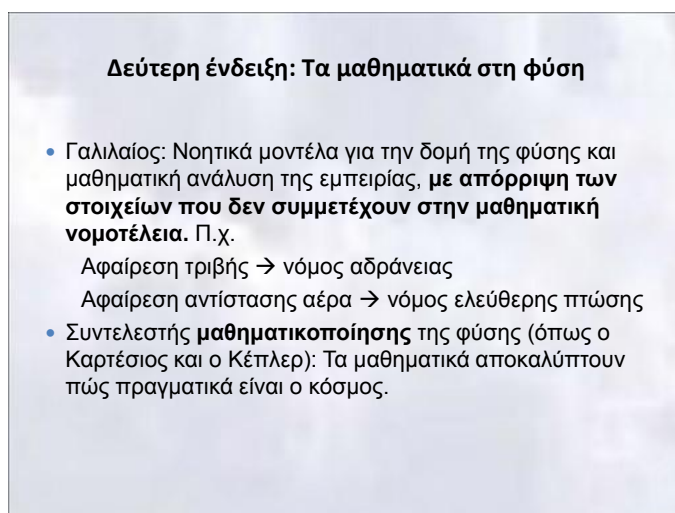 Δεύτερη ένδειξη: Τα μαθηματικά στη φύση
• Γαλιλαίος: Νοητικά μοντέλα για την δομή της φύσης και
μαθηματική ανάλυση της εμπειρίας, με απόρριψη των
στοιχείων που δεν συμμετέχουν στην μαθηματική
νομοτέλεια. Π.χ.
Αφαίρεση τριβής → νόμος αδράνειας
Αφαίρεση αντίστασης αέρα → νόμος ελεύθερης πτώσης
• Συντελεστής μαθηματικοποίησης της φύσης (όπως ο
Καρτέσιος και ο Κέπλερ): Τα μαθηματικά αποκαλύπτουν
πώς πραγματικά είναι ο κόσμος.